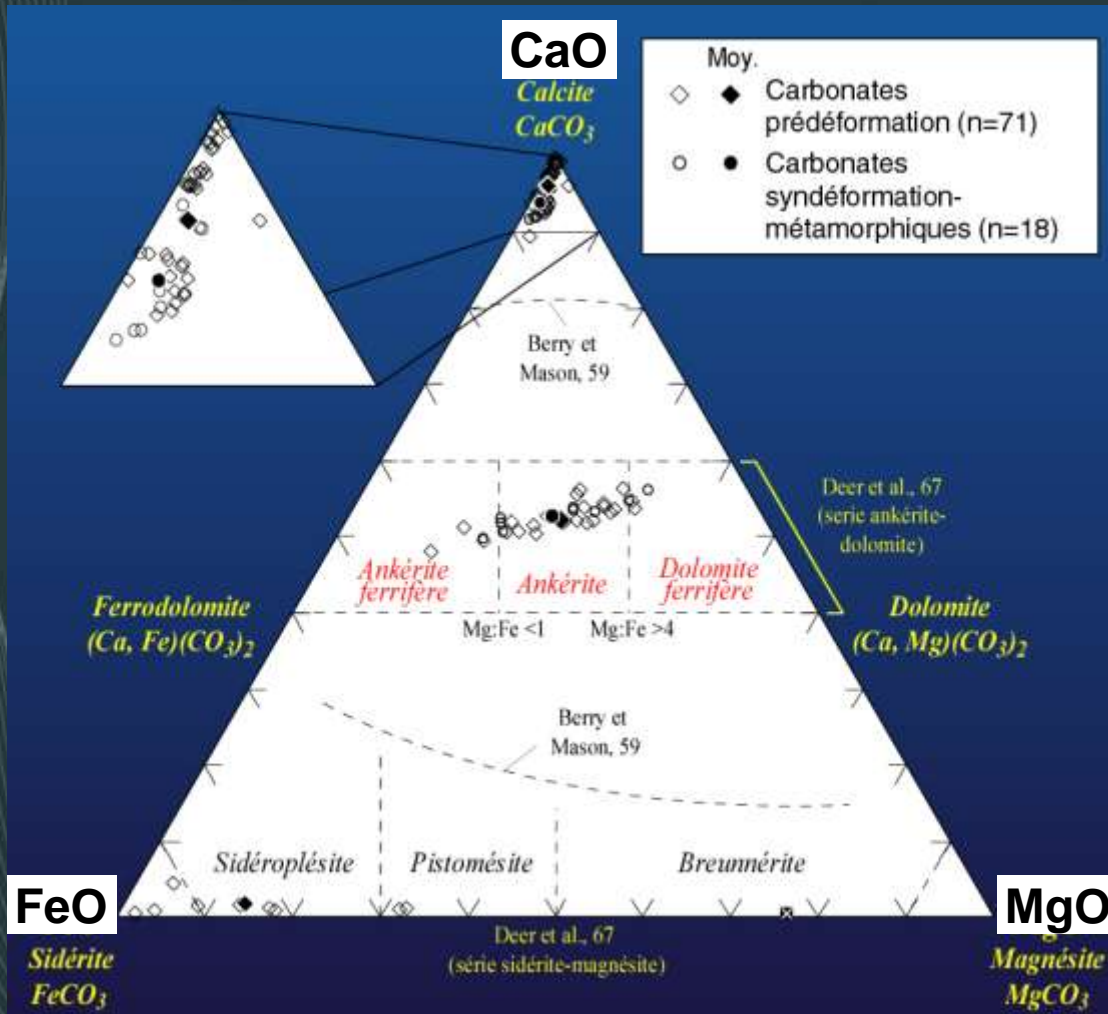 CaO
Calcite
CaCO3
Moy.
Carbonates
prédéformation (n=71)
Carbonates
syndéformation-
métamorphiques (n=18)
Berry et
Mason, 59
Deer et al., 67
(serie ankérite-
dolomite)
Ankérite
ferrifère
Ankérite
Dolomite
ferrifère
Ferrodolomite
(Ca, Fe)(CO3)2
Mg:Fe <1
Mg:Fe >4
Dolomite
(Ca, Mg)(CO3)2
Berry et
Mason, 59
Sidéroplésite
Pistomésite
Breunnérite
FeO
MgO
Sidérite
FeCO3
Deer et al., 67
(série sidérite-magnésite)
Magnésite
MgCO3